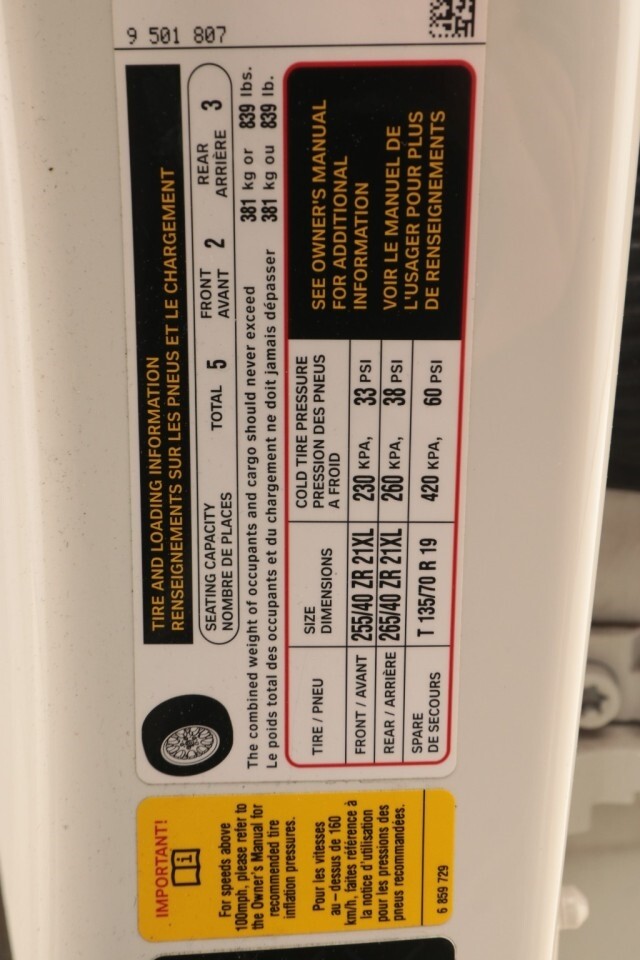 9 501 807
TIRE AND LOADING INFORMATION
RENSEIGNEMENTS SUR LES PNEUS ET LE CHARGEMENT
SEATING CAPACITY
NOMBRE DE PLACES
TOTAL 5
FRONT
AVANT 2
REAR
ARRIÈRE 3
The combined weight of occupants and cargo should never exceed 381 kg or 839 lbs.
Le poids total des occupants et du chargement ne doit jamais dépasser 381 kg ou 839 lb.
TIRE / PNEU
SIZE
DIMENSIONS
COLD TIRE PRESSURE
PRESSION DES PNEUS
A FROID
FRONT / AVANT 255/40 ZR 21XL 230 KPA, 33 PSI
REAR / ARRIÈRE 265/40 ZR 21XL 260 KPA, 38 PSI
SPARE
DE SECOURS
T 135/70 R 19 420 KPA, 60 PSI
SEE OWNER'S MANUAL
FOR ADDITIONAL
INFORMATION
VOIR LE MANUEL DE
L'USAGER POUR PLUS
DE RENSEIGNEMENTS
IMPORTANT!
For speeds above
100mph, please refer to
the Owner's Manual for
recommended tire
inflation pressures.
Pour les vitesses
au-dessus de 160
km/h, faites référence à
la notice d'utilisation
pour les pressions des
pneus recommandées.
6 859 729